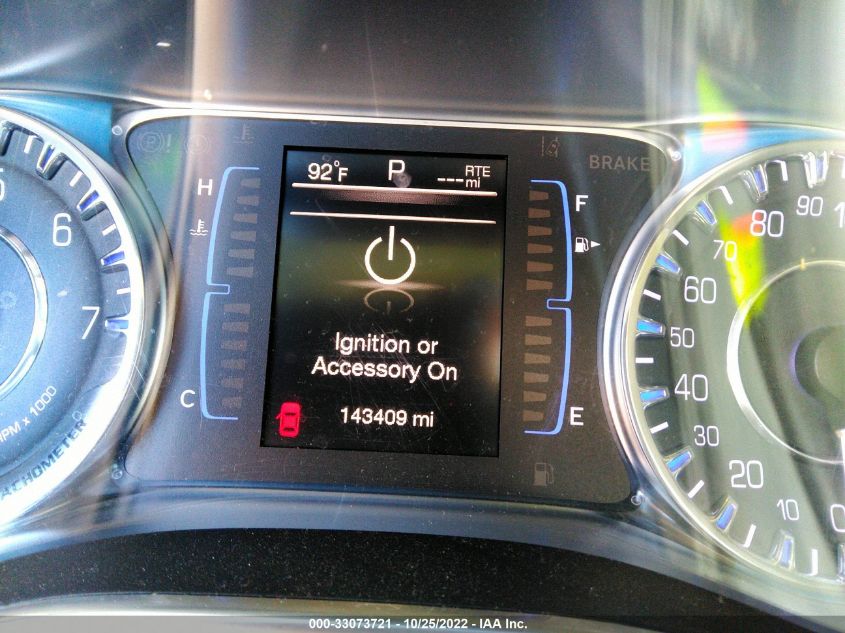 92°F P RTE
---mi
BRAKE
H F
Ignition or
Accessory On
C E
143409 mi
5
6
7
RPM x 1000
TACHOMETER
90
80
70
60
50
40
30
20
10
0
000-33073721 - 10/25/2022 - IAA Inc.